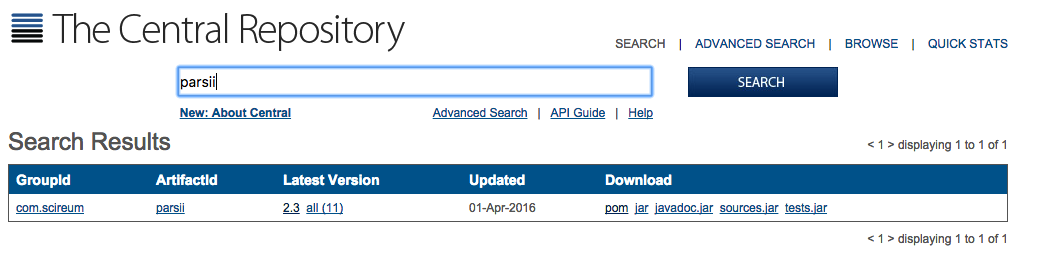 The Central Repository
SEARCH | ADVANCED SEARCH | BROWSE | QUICK STATS
parsii SEARCH
New: About Central Advanced Search | API Guide | Help
Search Results < 1 > displaying 1 to 1 of 1
GroupId ArtifactId Latest Version Updated Download
com.scireum parsii 2.3 all (11) 01-Apr-2016 pom jar javadoc.jar sources.jar tests.jar
< 1 > displaying 1 to 1 of 1